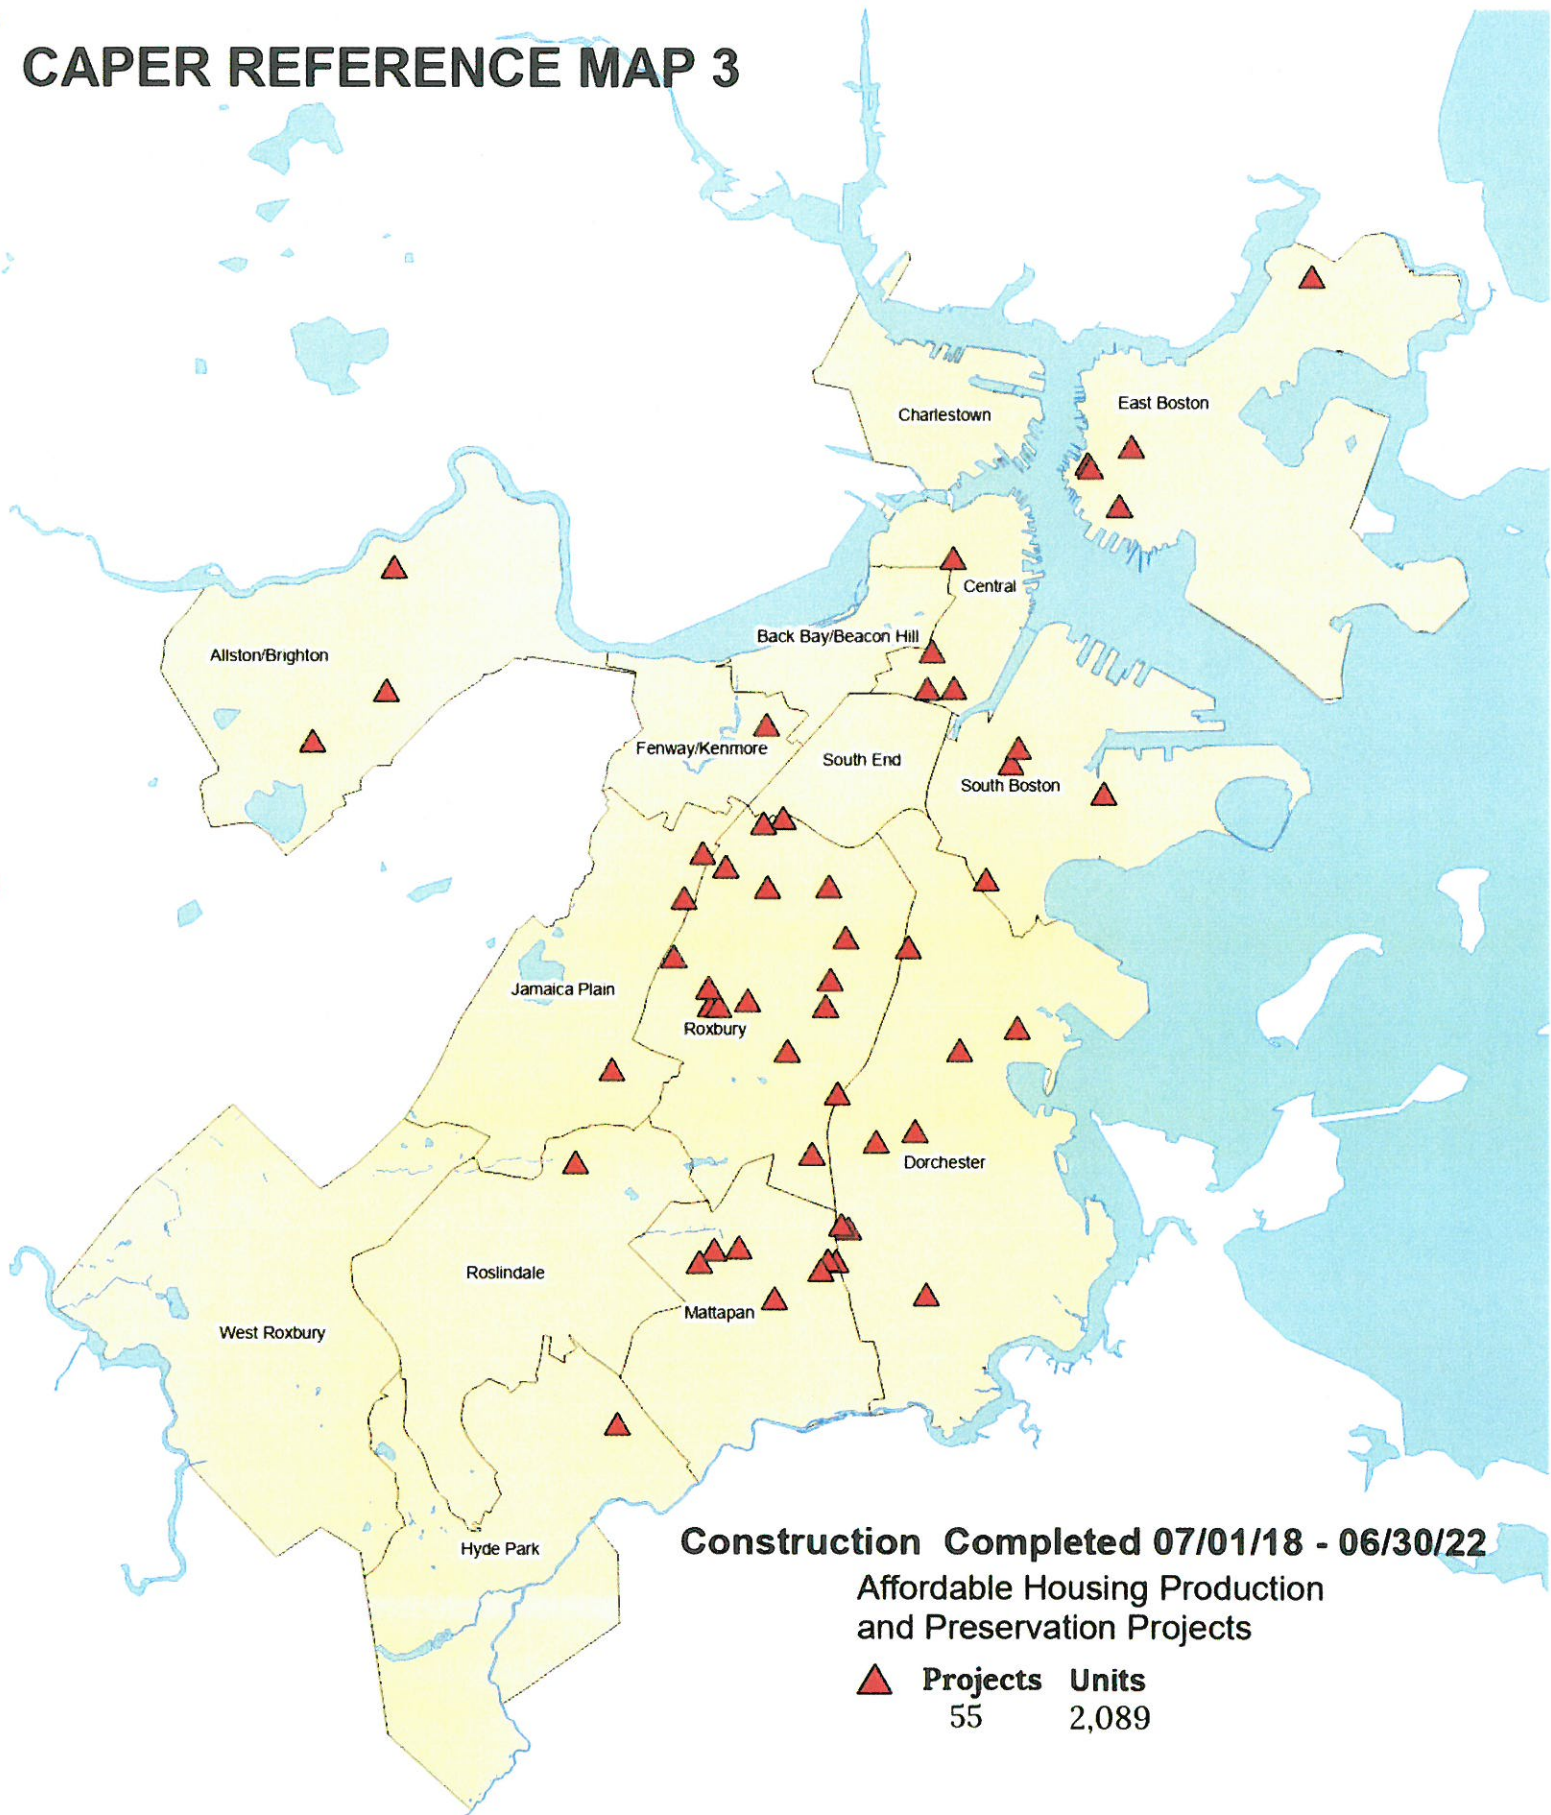 CAPER REFERENCE MAP 3
Charlestown
East Boston
Central
Back Bay/Beacon Hill
Allston/Brighton
Fenway/Kenmore
South End
South Boston
Jamaica Plain
Roxbury
Dorchester
Roslindale
Mattapan
West Roxbury
Hyde Park
Construction Completed 07/01/18 - 06/30/22
Affordable Housing Production
and Preservation Projects
Projects Units
55 2,089